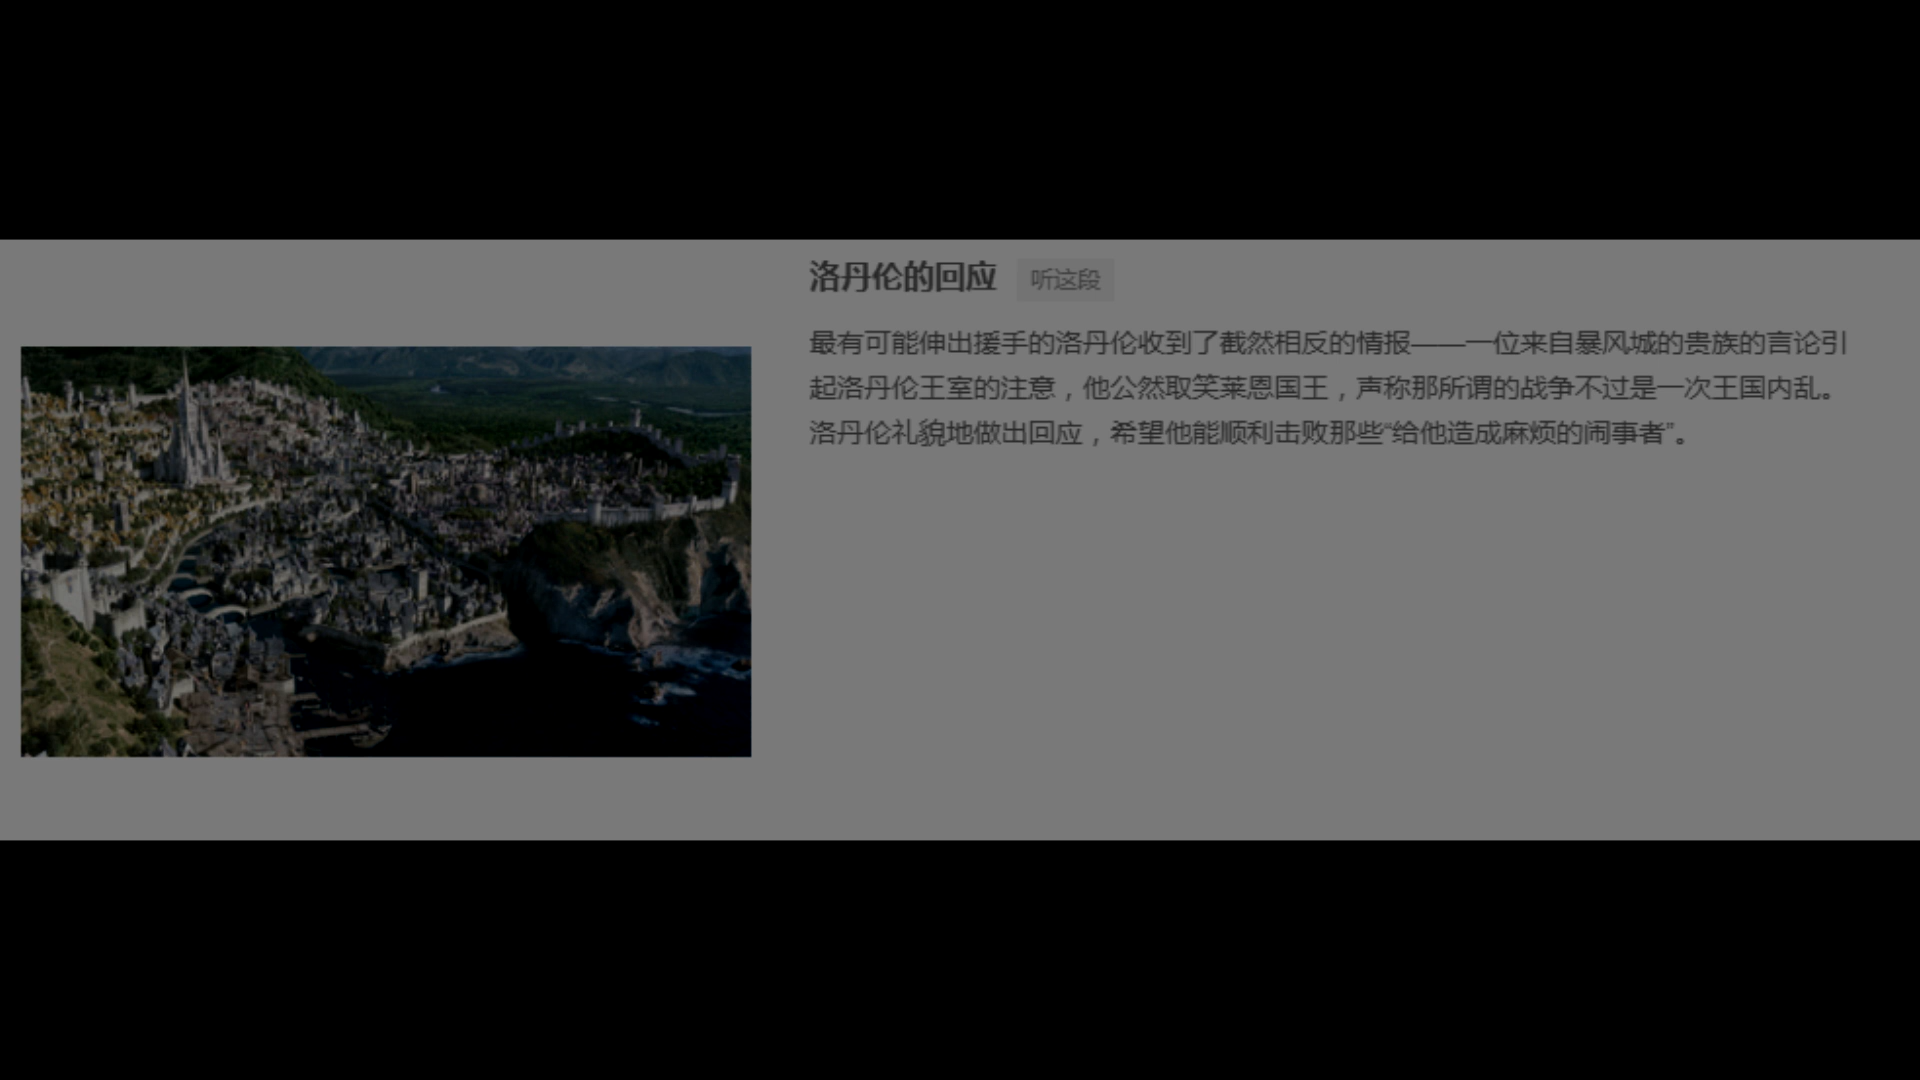 洛丹伦的回应 听这段
最有可能伸出援手的洛丹伦收到了截然相反的情报——一位来自暴风城的贵族的言论引
起洛丹伦王室的注意，他公然取笑莱恩国王，声称那所谓的战争不过是一次王国内乱。
洛丹伦礼貌地做出回应，希望他能顺利击败那些“给他造成麻烦的闹事者”。